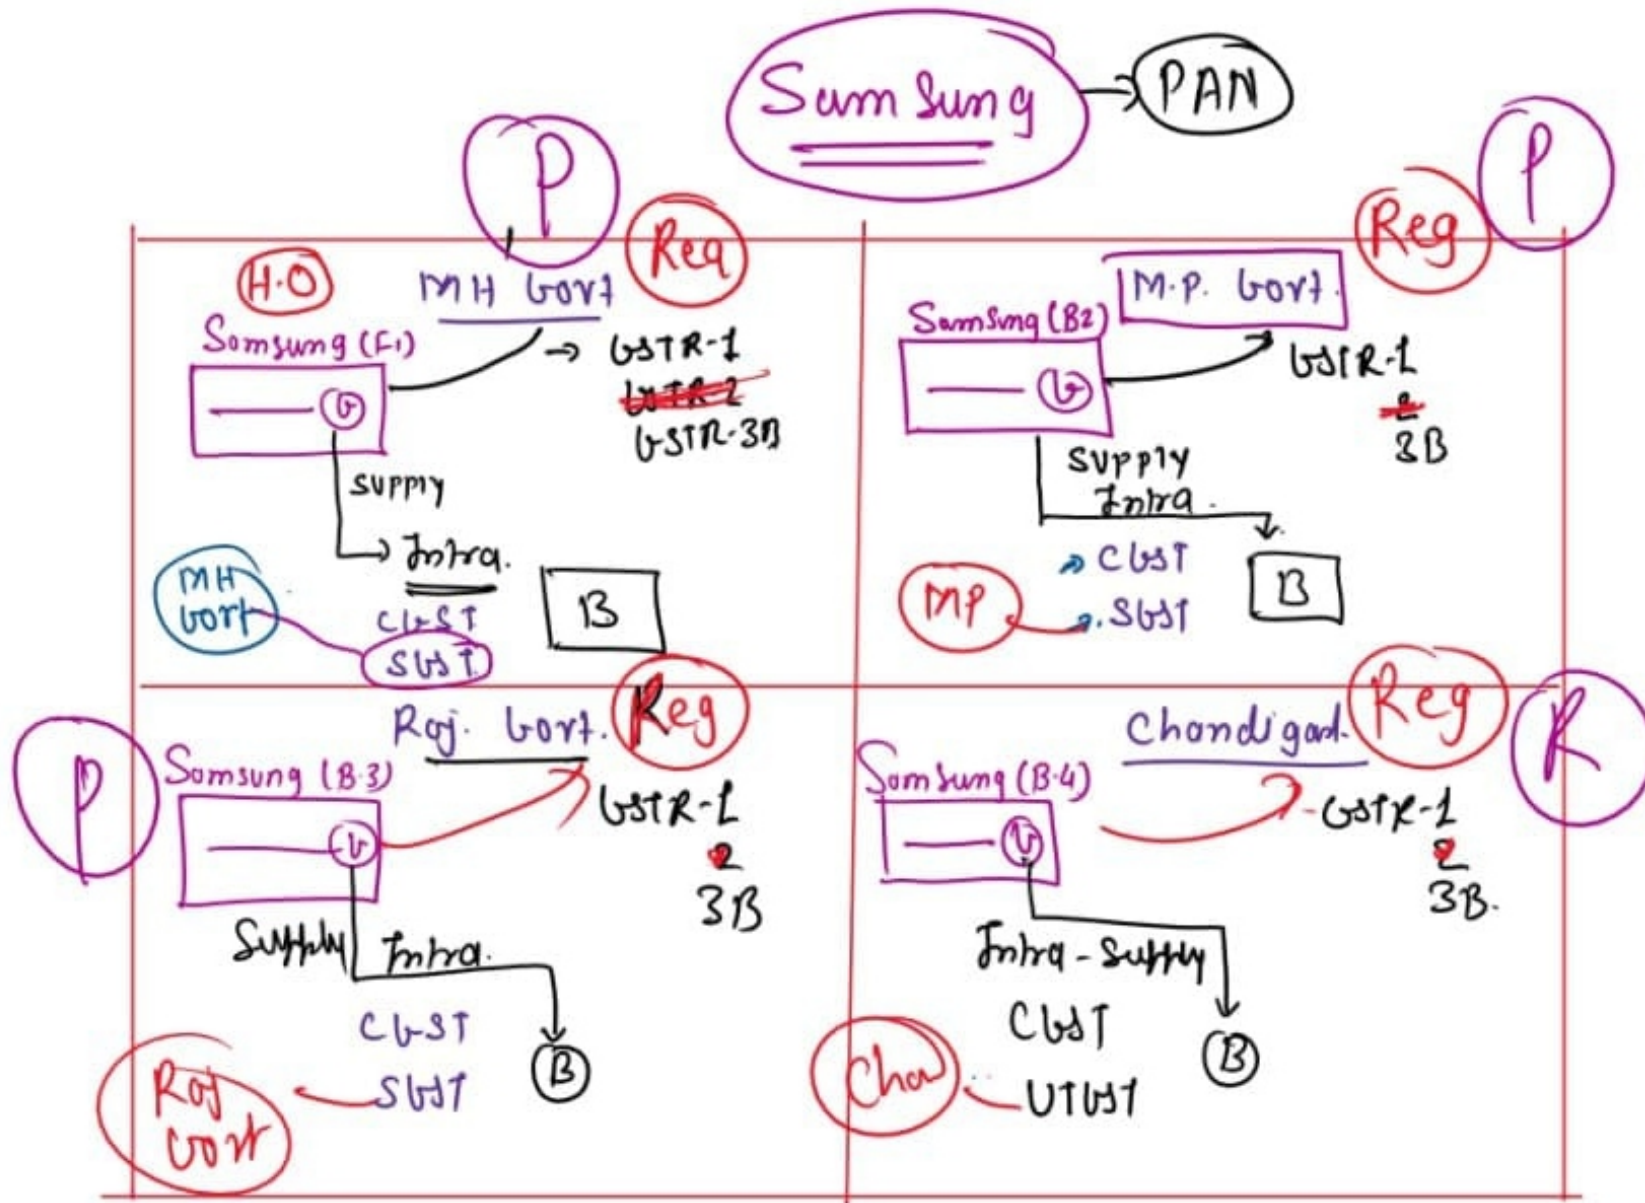 Samsung
PAN
P
P
Reg
Reg
H.O
MH Govt
M.P. Govt.
Samsung (F1)
Samsung (B2)
G
→ GSTR-1
GSTR-2
GSTR-3B
G
GSTR-1
2
3B
Supply
→ Intra.
Supply
Intra.
MH
Govt
CGST
SGST
B
CGST
SGST
MP
B
Reg
Reg
P
R
Raj. Govt.
Chandigarh.
Samsung (B.3)
Samsung (B.4)
G
GSTR-1
2
3B
G
-GSTR-1
2
3B.
Supply
Intra.
Intra - Supply
CGST
SGST
B
CGST
UTGST
B
Raj
Govt
Chan